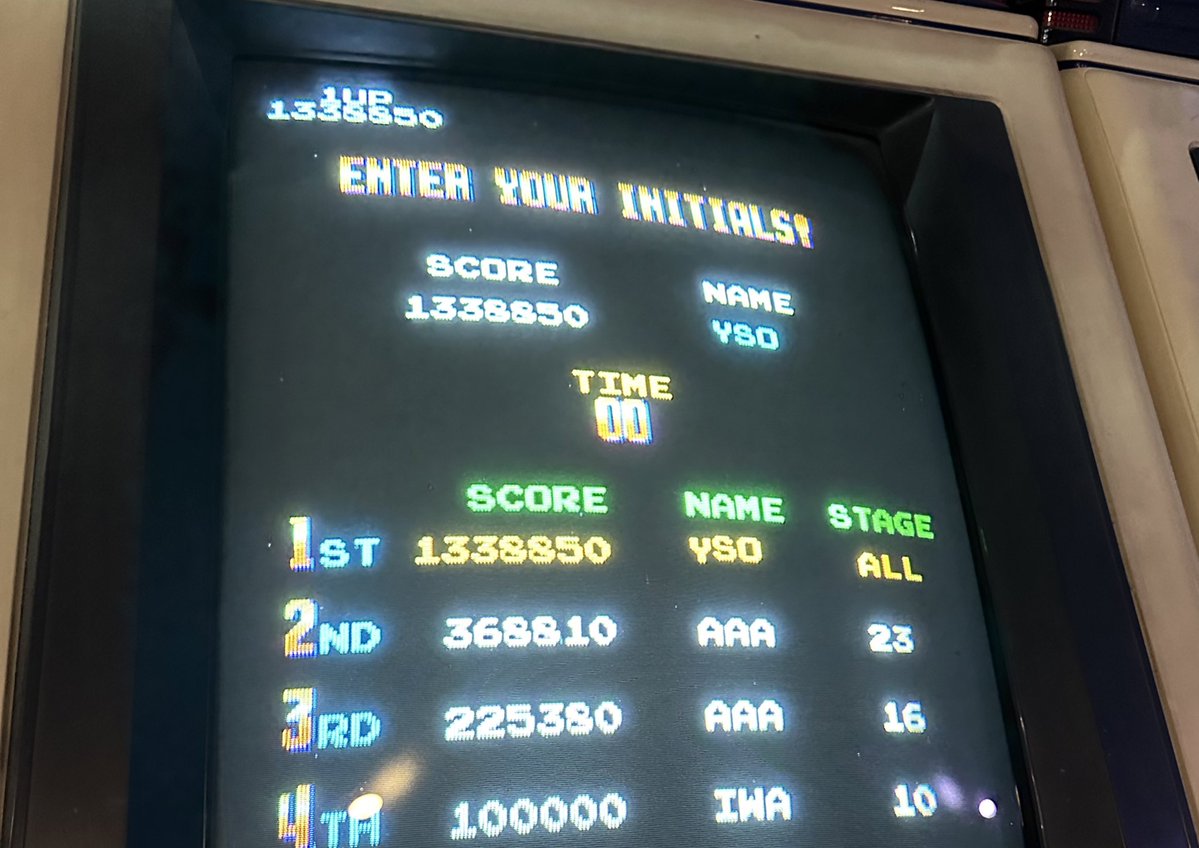 1UP
1338850
ENTER YOUR INITIALS!
SCORE NAME
1338850 YSO
TIME
00
SCORE NAME STAGE
1ST 1338850 YSO ALL
2ND 368810 AAA 23
3RD 225380 AAA 16
4TH 100000 IWA 10